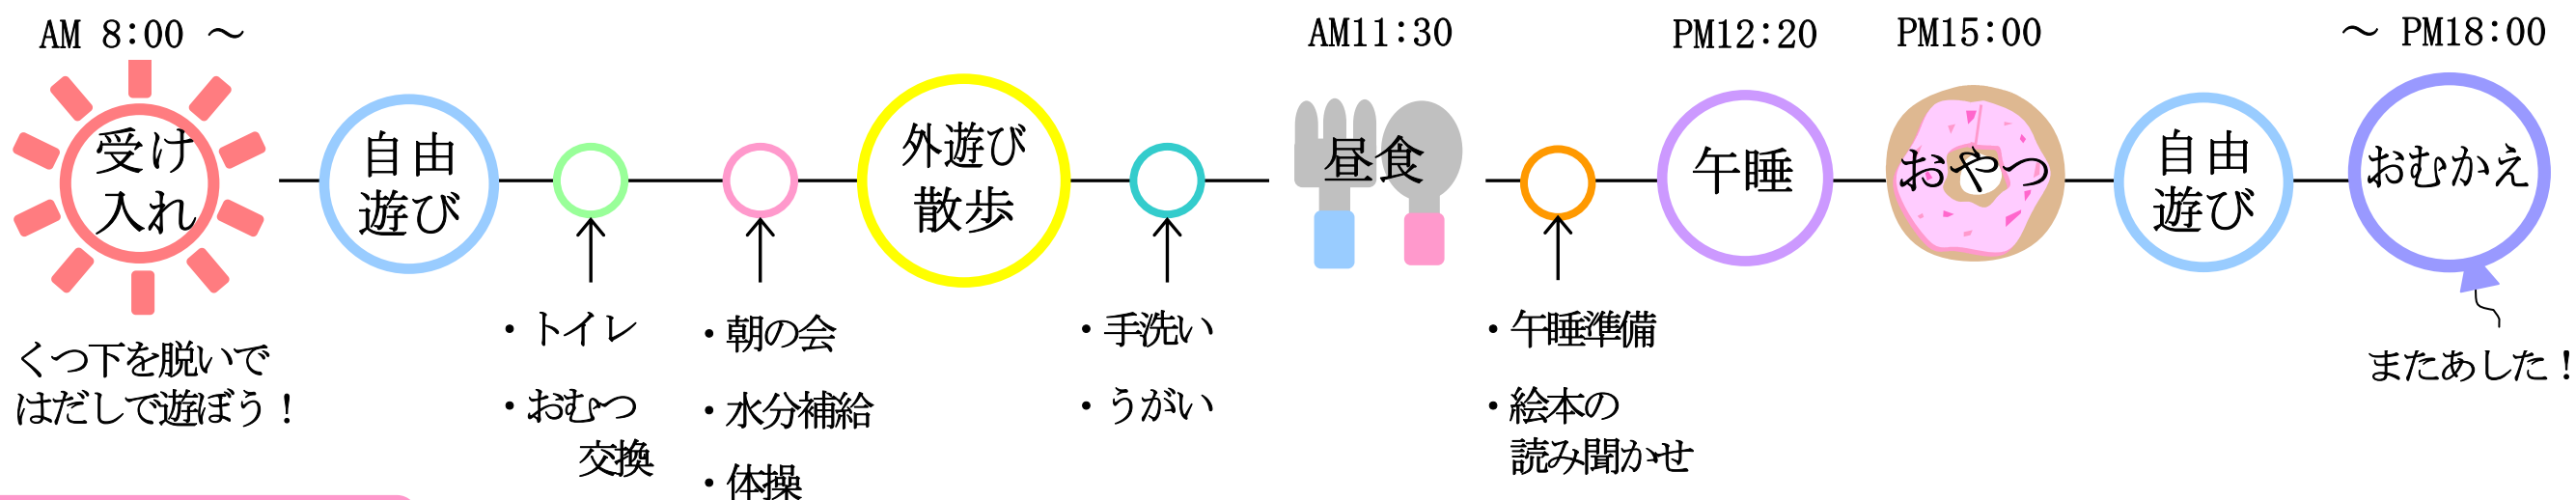 AM 8:00 ～
AM11:30
PM12:20
PM15:00
～ PM18:00
受け
入れ
自由
遊び
外遊び
散歩
昼食
午睡
おやつ
自由
遊び
おむかえ
くつ下を脱いで
はだしで遊ぼう！
・トイレ
・おむつ
交換
・朝の会
・水分補給
・体操
・手洗い
・うがい
・午睡準備
・絵本の
読み聞かせ
またあした！